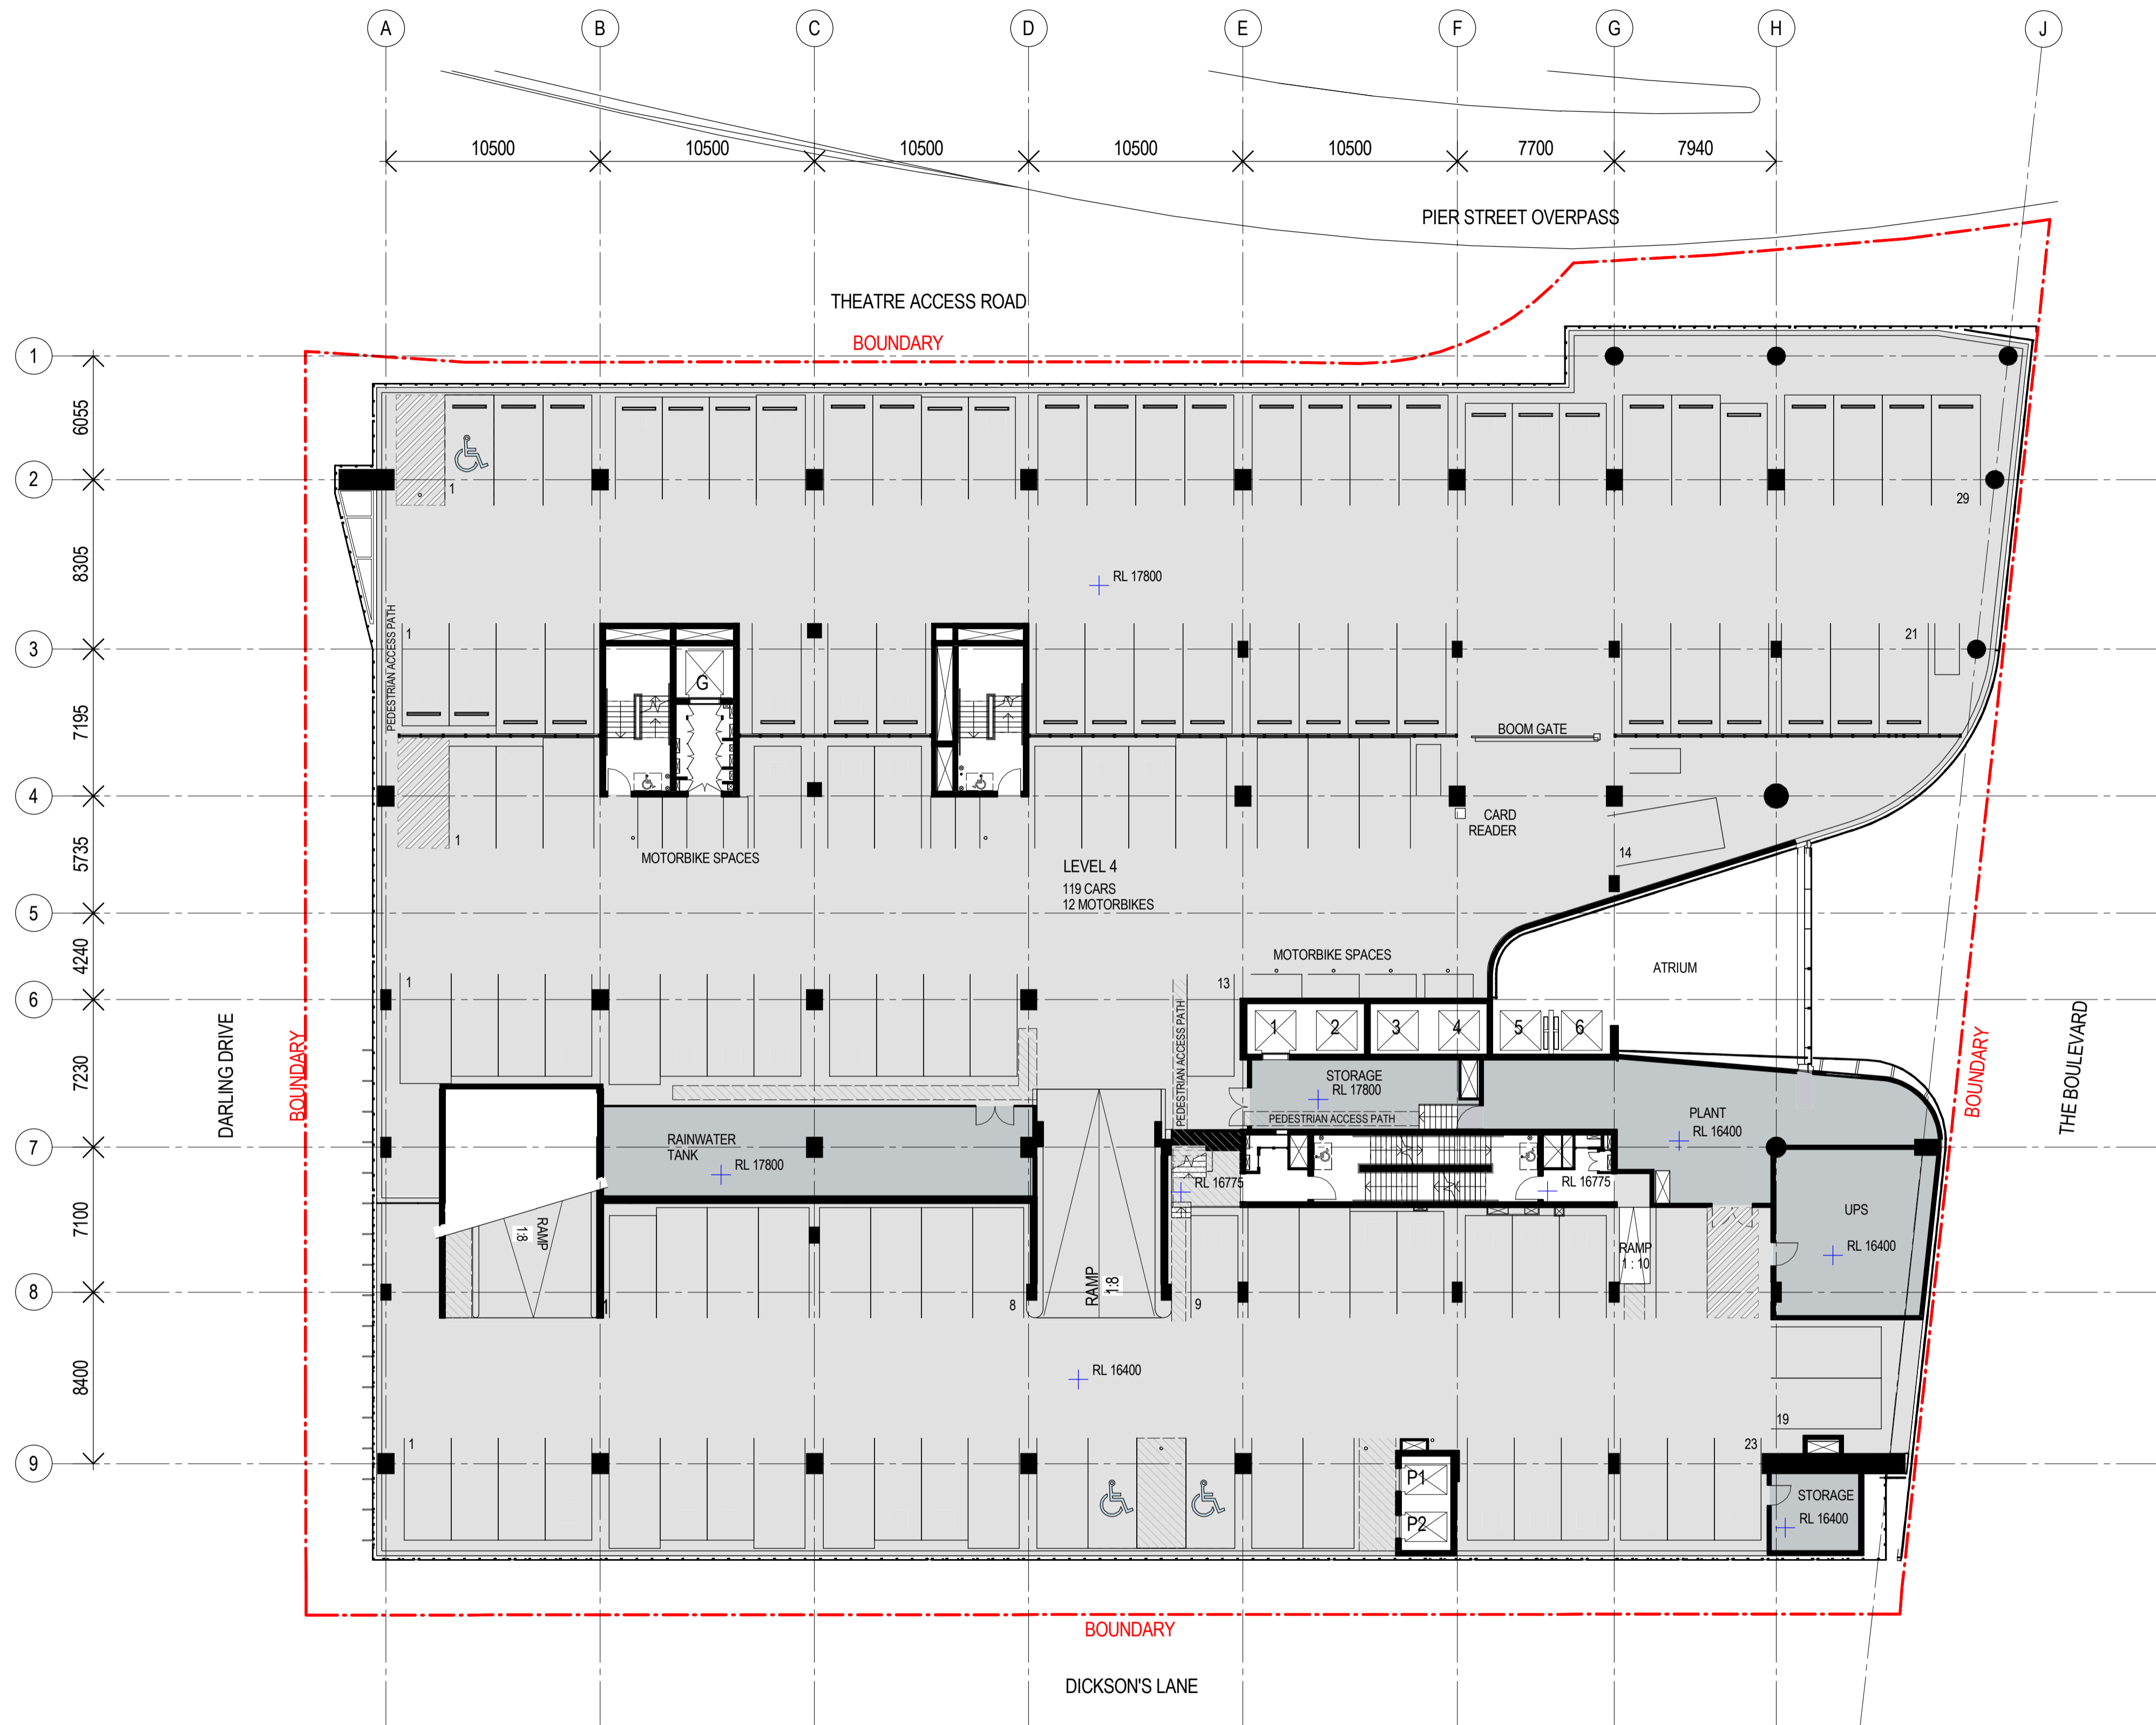 A B C D E F G H J
10500 10500 10500 10500 10500 7700 7940
PIER STREET OVERPASS
THEATRE ACCESS ROAD
BOUNDARY
1
6055
2
1
29
8305
RL 17800
PEDESTRIAN ACCESS PATH
3
1
21
G
7195
BOOM GATE
4
CARD
READER
1
14
MOTORBIKE SPACES
5735
LEVEL 4
119 CARS
12 MOTORBIKES
5
4240
MOTORBIKE SPACES
ATRIUM
6
1
13
PEDESTRIAN ACCESS PATH
1 2 3 4 5 6
DARLING DRIVE
BOUNDARY
THE BOULEVARD
BOUNDARY
7230
STORAGE
RL 17800
PEDESTRIAN ACCESS PATH
PLANT
RL 16400
7
RAINWATER
TANK
RL 17800
RL 16775
RL 16775
7100
RAMP
1:8
UPS
RL 16400
RAMP
1 : 10
8
1
8
RAMP
1:8
9
8400
RL 16400
19
9
1
23
P1
P2
STORAGE
RL 16400
BOUNDARY
DICKSON'S LANE